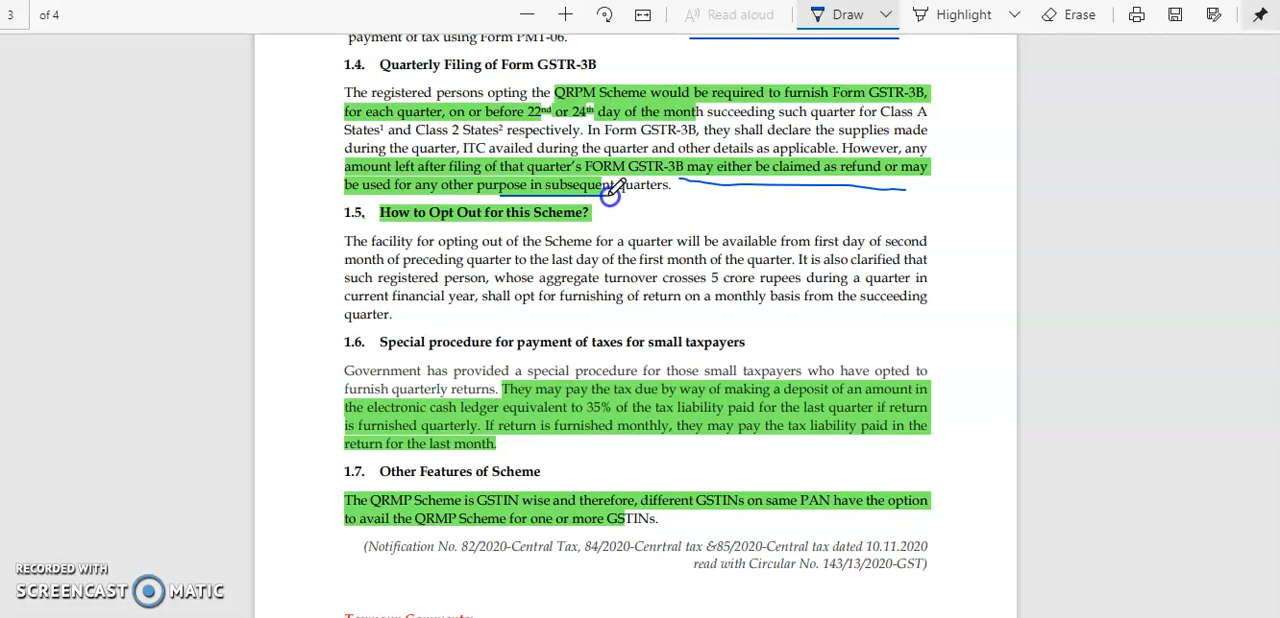 3 of 4 Read aloud Draw Highlight Erase
payment of tax using Form PMT-06.
1.4. Quarterly Filing of Form GSTR-3B
The registered persons opting the QRPM Scheme would be required to furnish Form GSTR-3B,
for each quarter, on or before 22nd or 24th day of the month succeeding such quarter for Class A
States1 and Class 2 States2 respectively. In Form GSTR-3B, they shall declare the supplies made
during the quarter, ITC availed during the quarter and other details as applicable. However, any
amount left after filing of that quarter's FORM GSTR-3B may either be claimed as refund or may
be used for any other purpose in subsequent quarters.
1.5. How to Opt Out for this Scheme?
The facility for opting out of the Scheme for a quarter will be available from first day of second
month of preceding quarter to the last day of the first month of the quarter. It is also clarified that
such registered person, whose aggregate turnover crosses 5 crore rupees during a quarter in
current financial year, shall opt for furnishing of return on a monthly basis from the succeeding
quarter.
1.6. Special procedure for payment of taxes for small taxpayers
Government has provided a special procedure for those small taxpayers who have opted to
furnish quarterly returns. They may pay the tax due by way of making a deposit of an amount in
the electronic cash ledger equivalent to 35% of the tax liability paid for the last quarter if return
is furnished quarterly. If return is furnished monthly, they may pay the tax liability paid in the
return for the last month.
1.7. Other Features of Scheme
The QRMP Scheme is GSTIN wise and therefore, different GSTINs on same PAN have the option
to avail the QRMP Scheme for one or more GSTINs.
(Notification No. 82/2020-Central Tax, 84/2020-Cenrtral tax &85/2020-Central tax dated 10.11.2020
read with Circular No. 143/13/2020-GST)
RECORDED WITH
SCREENCAST MATIC